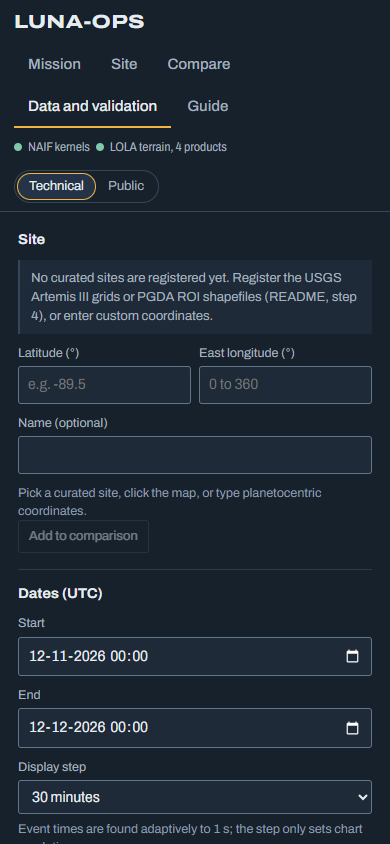 LUNA-OPS
Mission Site Compare
Data and validation Guide
NAIF kernels LOLA terrain, 4 products
Technical Public
Site
No curated sites are registered yet. Register the USGS
Artemis III grids or PGDA ROI shapefiles (README, step
4), or enter custom coordinates.
Latitude (°) East longitude (°)
e.g. -89.5 0 to 360
Name (optional)
Pick a curated site, click the map, or type planetocentric
coordinates.
Add to comparison
Dates (UTC)
Start
12-11-2026 00:00
End
12-12-2026 00:00
Display step
30 minutes
Event times are found adaptively to 1 s; the step only sets chart